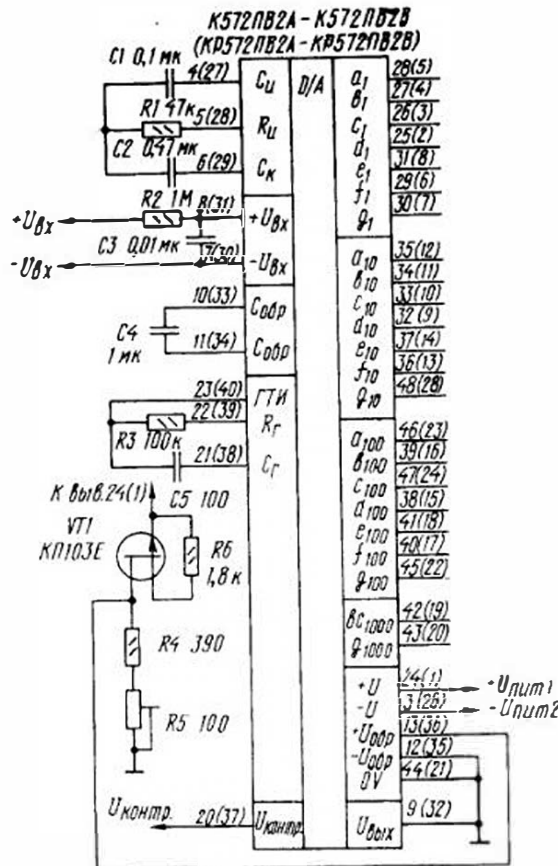 К572ПВ2А-К572ПВ2В
(КР572ПВ2А-КР572ПВ2В)
C1 0,1 мк
4(27)
Cи
D/A
a1
28(5)
в1
27(4)
R1 47к
5(28)
Rи
c1
26(3)
d1
25(2)
C2 0,47 мк
6(29)
Cк
e1
31(8)
f1
29(6)
g1
30(7)
R2 1М
8(31)
+Uвх
+Uвх
C3 0,01 мк
7(30)
-Uвх
-Uвх
a10
35(12)
в10
34(11)
10(33)
Cобр
c10
33(10)
d10
32(9)
C4
1 мк
11(34)
Cобр
e10
37(14)
f10
36(13)
g10
48(28)
23(40)
ГТИ
22(39)
Rг
R3 100к
21(38)
Cг
C5 100
a100
46(23)
в100
39(16)
c100
47(24)
d100
38(15)
e100
41(18)
f100
40(17)
g100
45(22)
К выв.24(1)
VT1
КП103Е
R6
1,8 к
вc1000
42(19)
g1000
43(20)
R4 390
R5 100
+U
24(1)
+Uпит1
-U
3(26)
-Uпит2
+Uобр
13(36)
-Uобр
12(35)
0V
44(21)
Uконтр.
20(37)
Uконтр.
Uвых
9(32)